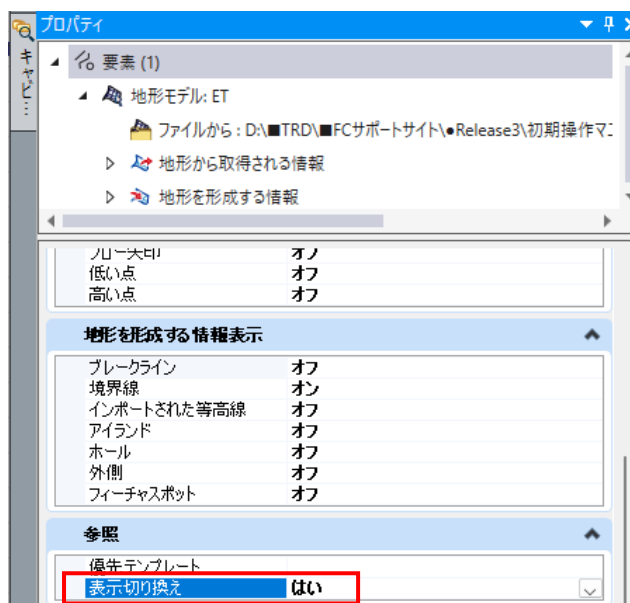 プロパティ
キャビ…
要素 (1)
地形モデル: ET
ファイルから : D:\■TRD\■FCサポートサイト\●Release3\初期操作マニ
地形から取得される情報
地形を形成する情報
フロー矢印 オフ
低い点 オフ
高い点 オフ
地形を形成する情報表示
ブレークライン オフ
境界線 オン
インポートされた等高線 オフ
アイランド オフ
ホール オフ
外側 オフ
フィーチャスポット オフ
参照
優先テンプレート
表示切り換え はい